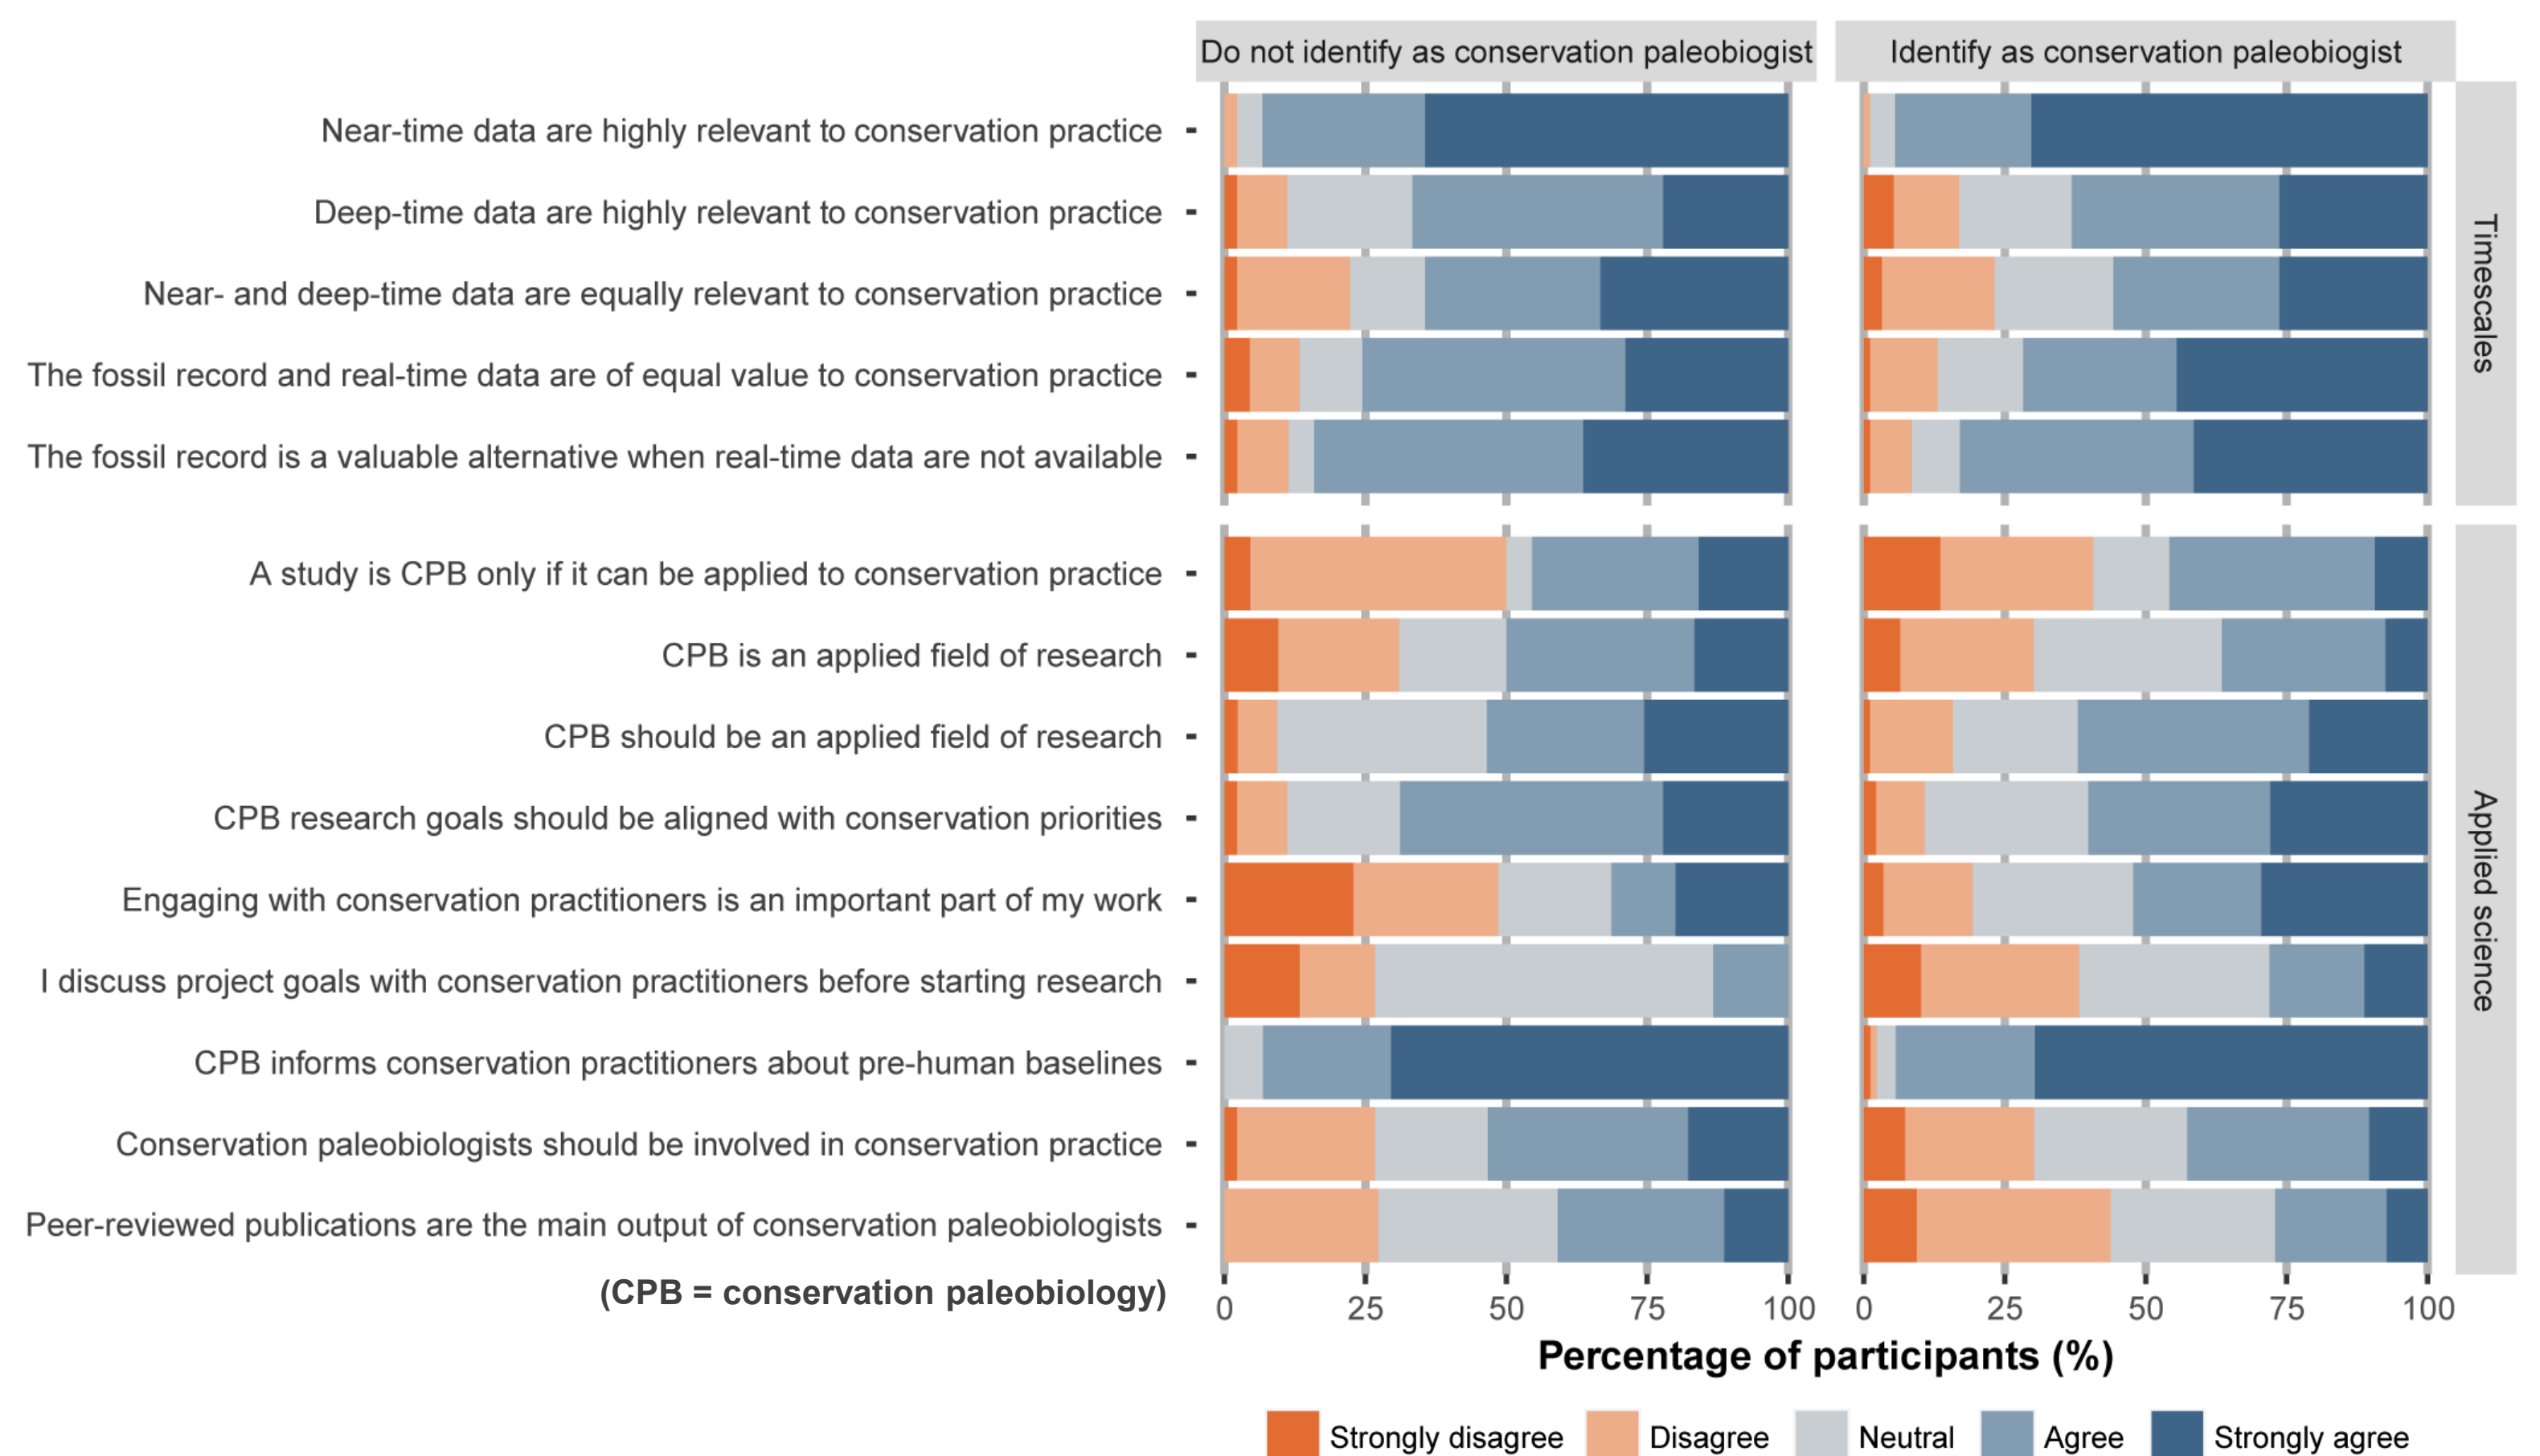 Do not identify as conservation paleobiogist
Identify as conservation paleobiogist
Timescales
Near-time data are highly relevant to conservation practice
Deep-time data are highly relevant to conservation practice
Near- and deep-time data are equally relevant to conservation practice
The fossil record and real-time data are of equal value to conservation practice
The fossil record is a valuable alternative when real-time data are not available
Applied science
A study is CPB only if it can be applied to conservation practice
CPB is an applied field of research
CPB should be an applied field of research
CPB research goals should be aligned with conservation priorities
Engaging with conservation practitioners is an important part of my work
I discuss project goals with conservation practitioners before starting research
CPB informs conservation practitioners about pre-human baselines
Conservation paleobiologists should be involved in conservation practice
Peer-reviewed publications are the main output of conservation paleobiologists
(CPB = conservation paleobiology)
0 25 50 75 100
0 25 50 75 100
Percentage of participants (%)
Strongly disagree Disagree Neutral Agree Strongly agree